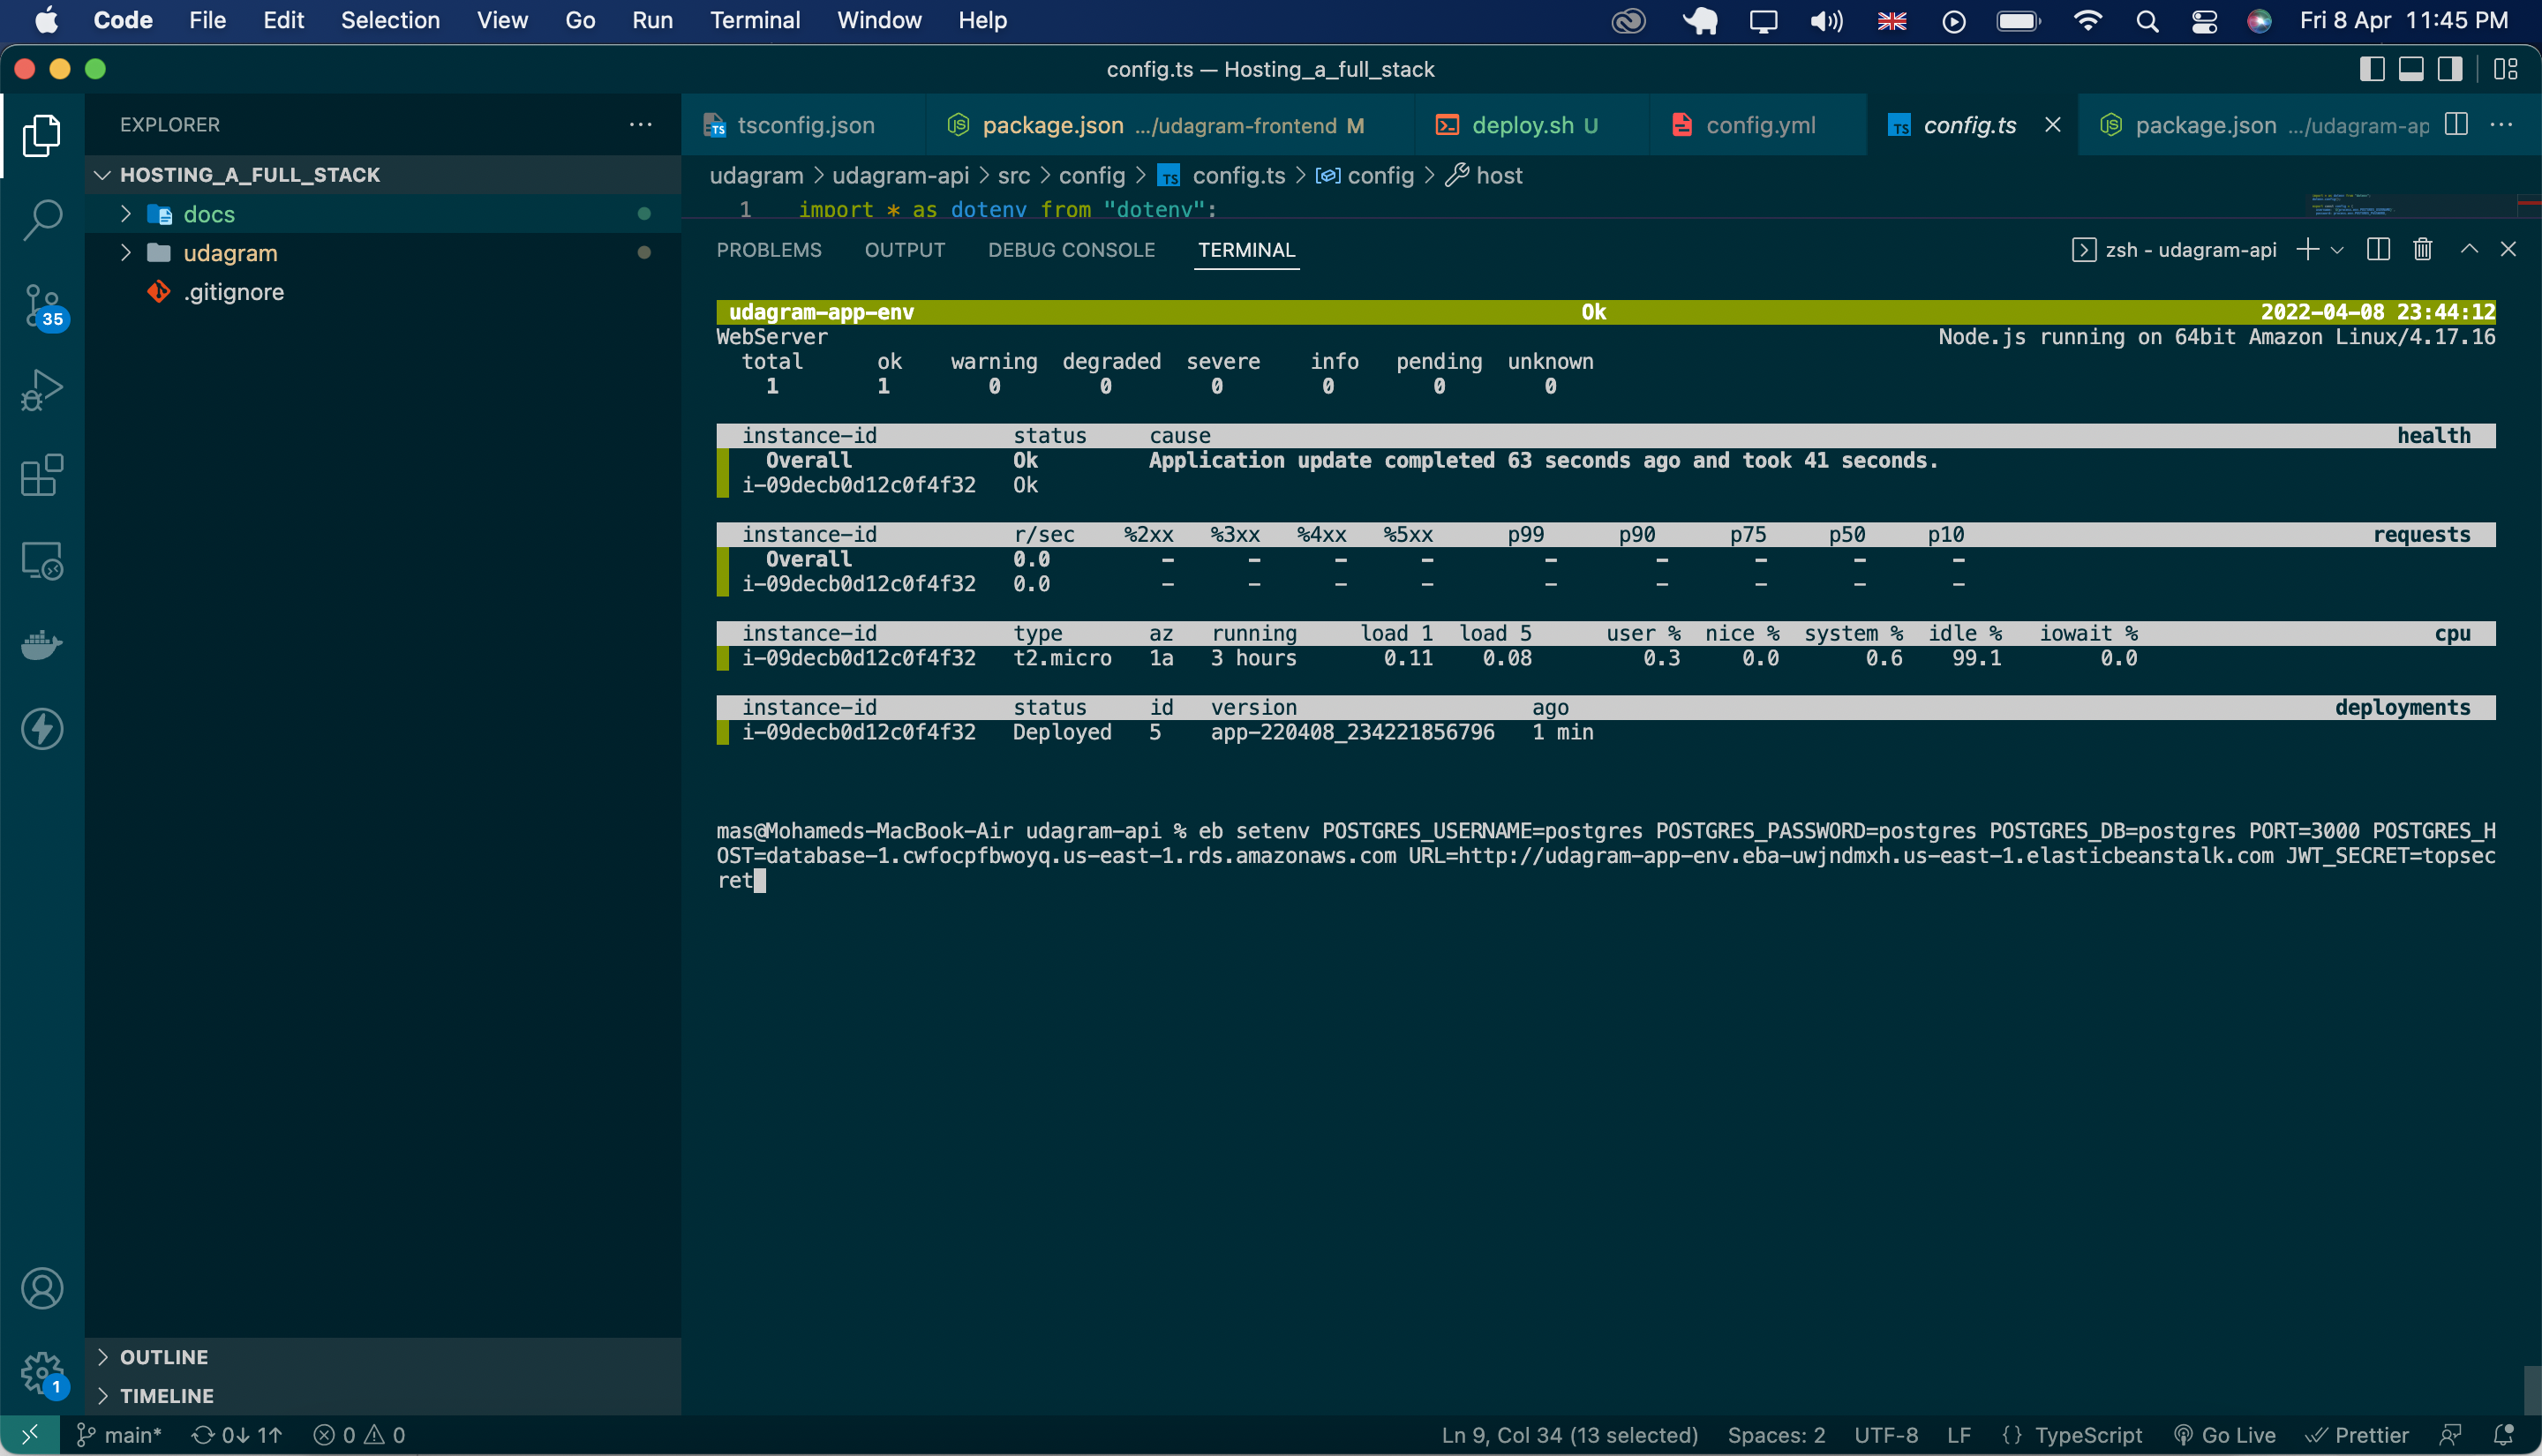 Code File Edit Selection View Go Run Terminal Window Help Fri 8 Apr 11:45 PM
config.ts — Hosting_a_full_stack
EXPLORER
HOSTING_A_FULL_STACK
docs
udagram
.gitignore
35
1
OUTLINE
TIMELINE
tsconfig.json package.json .../udagram-frontend M deploy.sh U config.yml config.ts package.json .../udagram-ap
udagram > udagram-api > src > config > TS config.ts > config > host
1 import * as dotenv from "dotenv";
PROBLEMS OUTPUT DEBUG CONSOLE TERMINAL zsh - udagram-api
udagram-app-env Ok 2022-04-08 23:44:12
WebServer Node.js running on 64bit Amazon Linux/4.17.16
total ok warning degraded severe info pending unknown
1 1 0 0 0 0 0 0
instance-id status cause health
Overall Ok Application update completed 63 seconds ago and took 41 seconds.
i-09decb0d12c0f4f32 Ok
instance-id r/sec %2xx %3xx %4xx %5xx p99 p90 p75 p50 p10 requests
Overall 0.0 - - - - - - - - -
i-09decb0d12c0f4f32 0.0 - - - - - - - - -
instance-id type az running load 1 load 5 user % nice % system % idle % iowait % cpu
i-09decb0d12c0f4f32 t2.micro 1a 3 hours 0.11 0.08 0.3 0.0 0.6 99.1 0.0
instance-id status id version ago deployments
i-09decb0d12c0f4f32 Deployed 5 app-220408_234221856796 1 min
mas@Mohameds-MacBook-Air udagram-api % eb setenv POSTGRES_USERNAME=postgres POSTGRES_PASSWORD=postgres POSTGRES_DB=postgres PORT=3000 POSTGRES_H
OST=database-1.cwfocpfbwoyq.us-east-1.rds.amazonaws.com URL=http://udagram-app-env.eba-uwjndmxh.us-east-1.elasticbeanstalk.com JWT_SECRET=topsec
ret
main* 0↓ 1↑ 0 0 Ln 9, Col 34 (13 selected) Spaces: 2 UTF-8 LF {} TypeScript Go Live Prettier